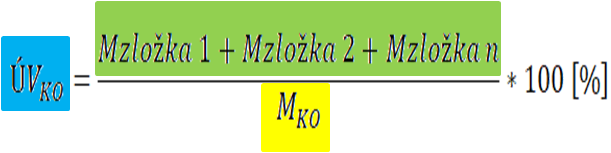 Mzložka 1 + Mzložka 2 + Mzložka n
ÚV_KO = * 100 [%]
M_KO